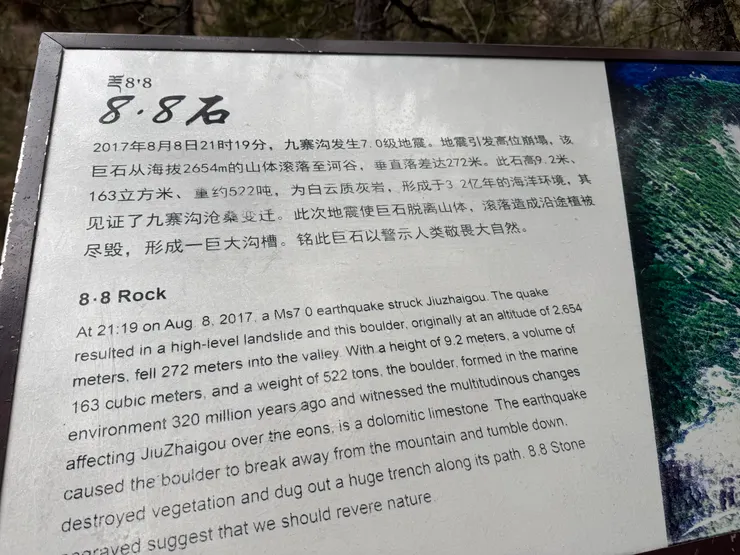 རྡོ 8·8
8·8石
2017年8月8日21时19分，九寨沟发生7.0级地震。地震引发高位崩塌，该
巨石从海拔2654m的山体滚落至河谷，垂直落差达272米。此石高9.2米、
163立方米、重约522吨，为白云质灰岩，形成于3.2亿年的海洋环境，其
见证了九寨沟沧桑变迁。此次地震使巨石脱离山体，滚落造成沿途植被
尽毁，形成一巨大沟槽。铭此巨石以警示人类敬畏大自然。
8·8 Rock
At 21:19 on Aug. 8, 2017, a Ms7.0 earthquake struck Jiuzhaigou. The quake
resulted in a high-level landslide and this boulder, originally at an altitude of 2,654
meters, fell 272 meters into the valley. With a height of 9.2 meters, a volume of
163 cubic meters, and a weight of 522 tons, the boulder, formed in the marine
environment 320 million years ago and witnessed the multitudinous changes
affecting JiuZhaigou over the eons, is a dolomitic limestone. The earthquake
caused the boulder to break away from the mountain and tumble down,
destroyed vegetation and dug out a huge trench along its path. 8.8 Stone
engraved suggest that we should revere nature.